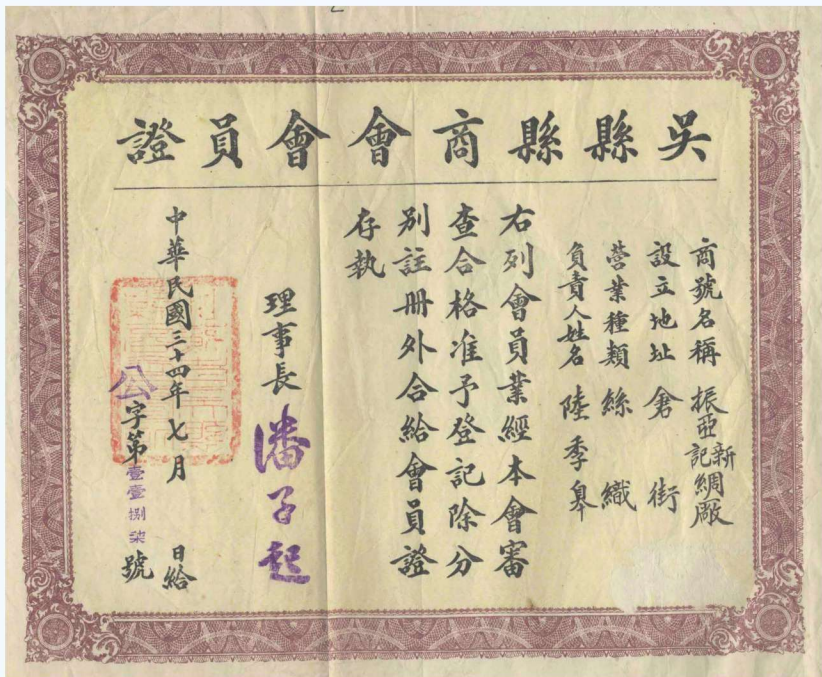 吳縣縣商會會員證
商號名稱 振亞新記綢廠
設立地址 倉街
營業種類 絲織
負責人姓名 陸季皋
右列會員業經本會審
查合格准予登記除分
別註冊外合給會員證
存執
理事長 潘子起
中華民國三十四年七月 日給
公字第壹壹捌柒號